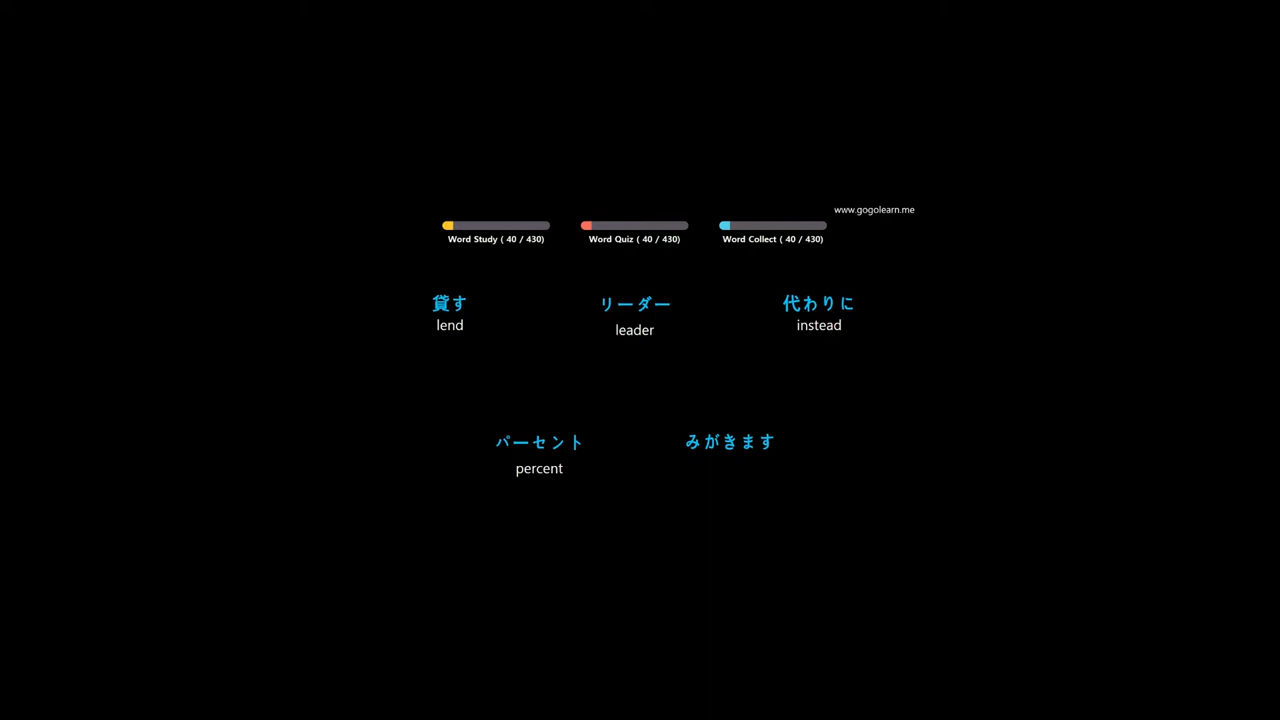 www.gogolearn.me
Word Study ( 40 / 430)
Word Quiz ( 40 / 430)
Word Collect ( 40 / 430)
貸す
lend
リーダー
leader
代わりに
instead
パーセント
percent
みがきます